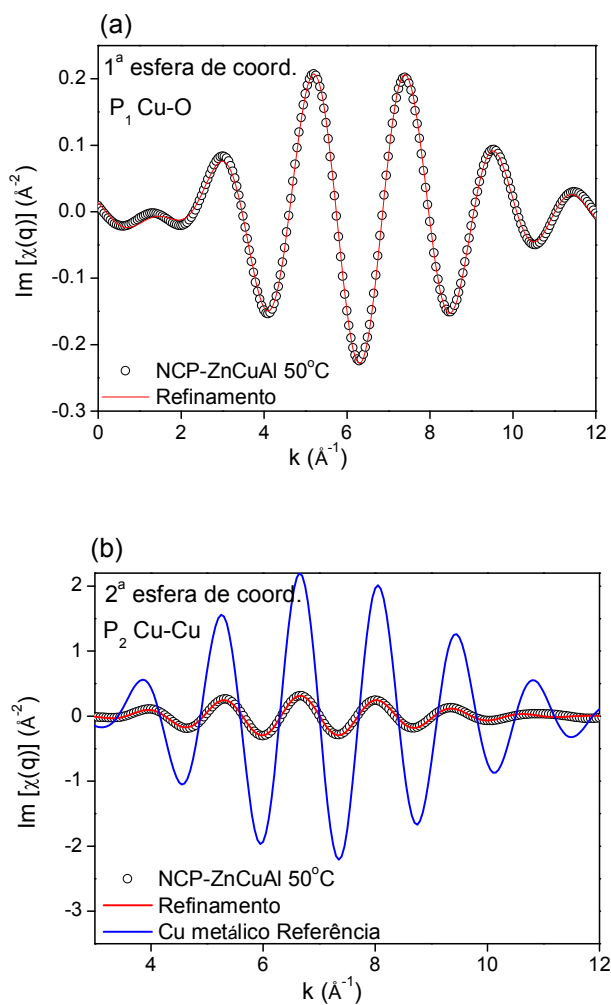 (a)
1ª esfera de coord.
P₁ Cu-O
Im [χ(q)] (Å⁻²)
0.2
0.1
0.0
-0.1
-0.2
-0.3
NCP-ZnCuAl 50°C
Refinamento
0 2 4 6 8 10 12
k (Å⁻¹)
(b)
2ª esfera de coord.
P₂ Cu-Cu
Im [χ(q)] (Å⁻²)
2
1
0
-1
-2
-3
NCP-ZnCuAl 50°C
Refinamento
Cu metálico Referência
4 6 8 10 12
k (Å⁻¹)